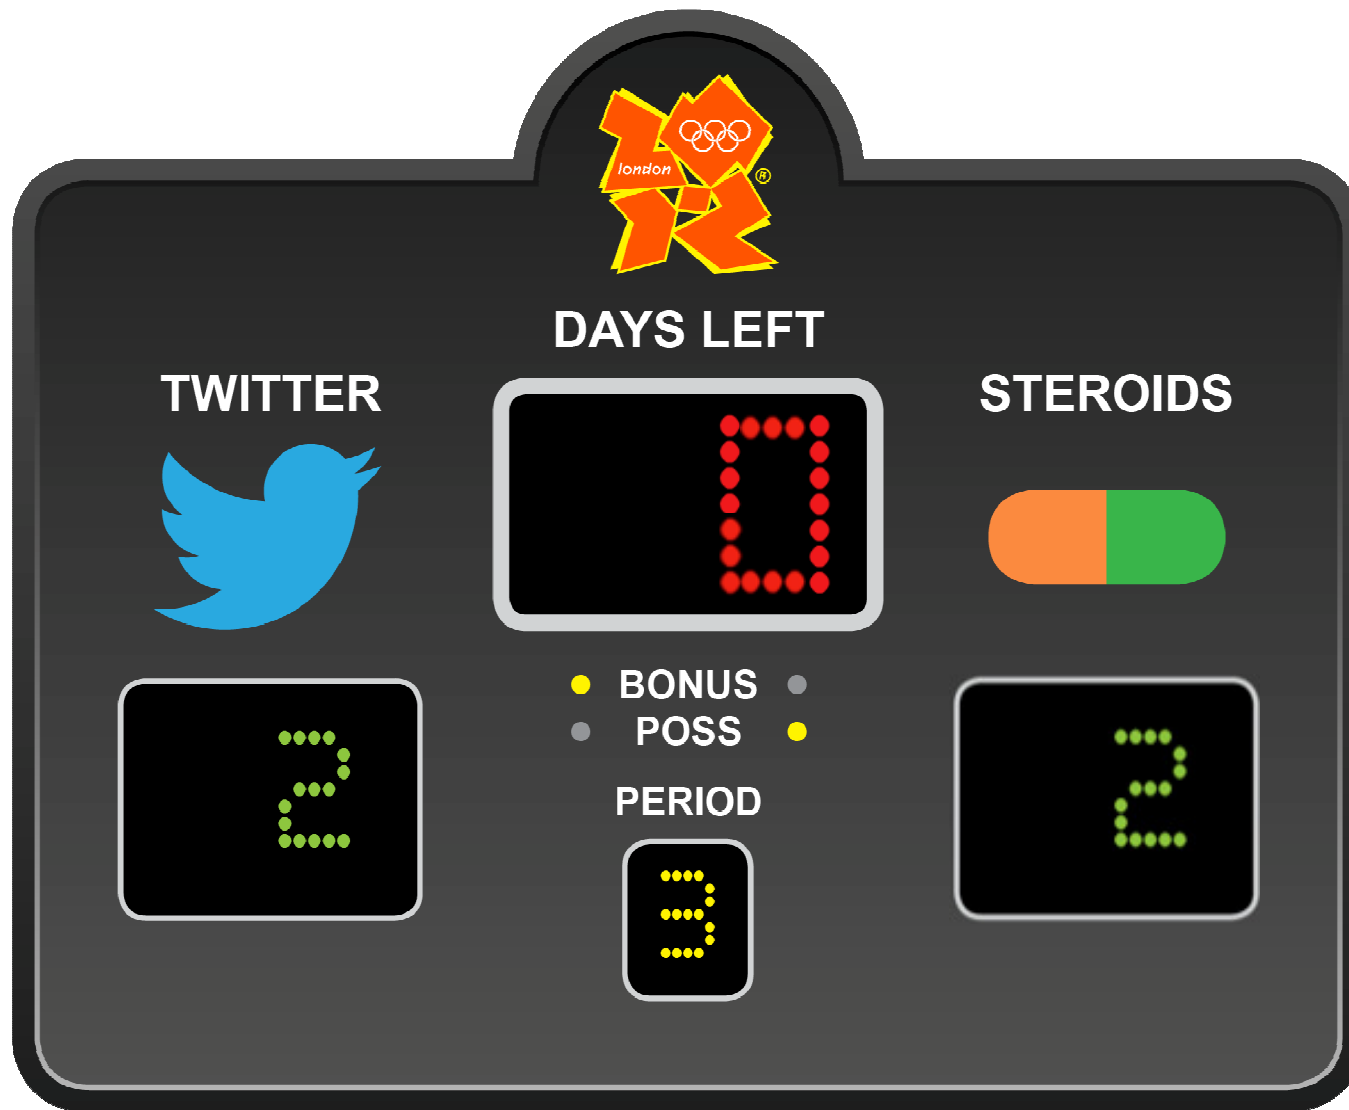 london
®
DAYS LEFT
TWITTER
STEROIDS
0
BONUS
POSS
2
2
PERIOD
3